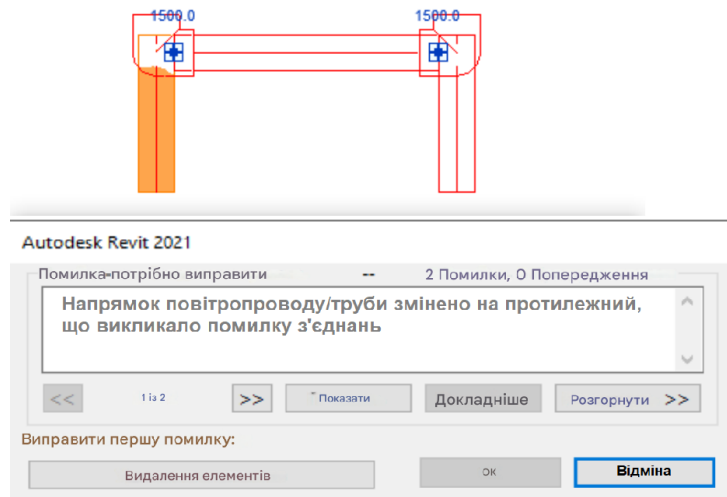 1500.0 1500.0
Autodesk Revit 2021
Помилка-потрібно виправити -- 2 Помилки, 0 Попередження
Напрямок повітропроводу/труби змінено на протилежний,
що викликало помилку з'єднань
<< 1 із 2 >> Показати Докладніше Розгорнути >>
Виправити першу помилку:
Видалення елементів ок Відміна